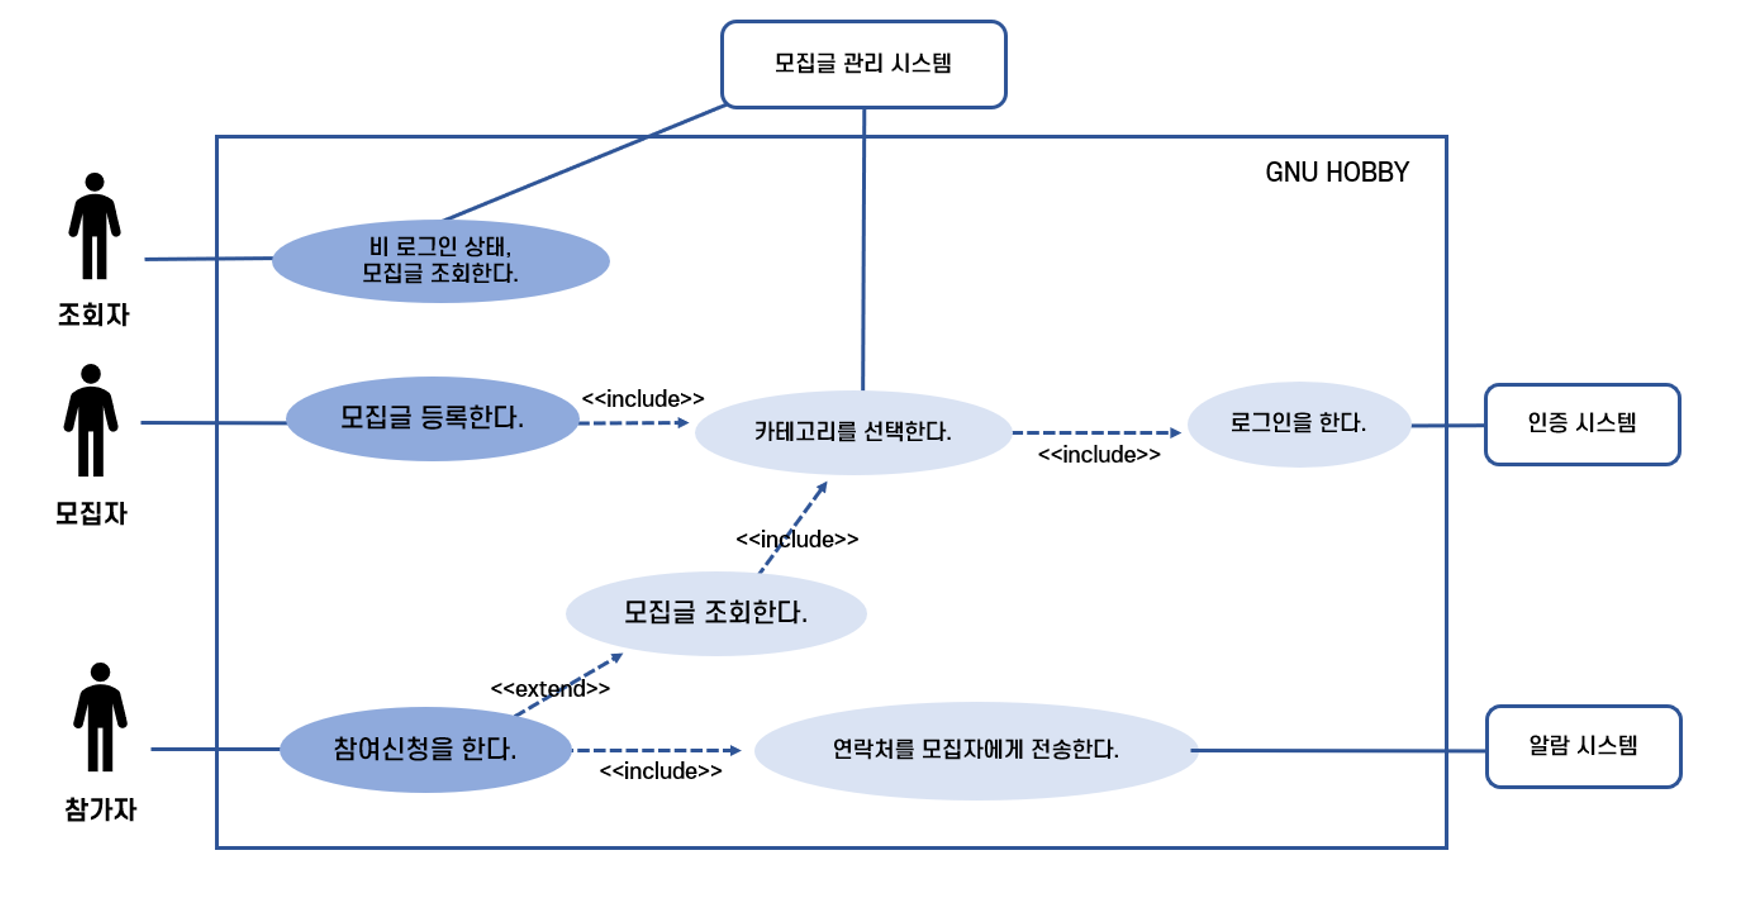 모집글 관리 시스템
GNU HOBBY
비 로그인 상태,
모집글 조회한다.
조회자
모집글 등록한다.
<<include>>
카테고리를 선택한다.
<<include>>
로그인을 한다.
인증 시스템
모집자
<<include>>
모집글 조회한다.
<<extend>>
참여신청을 한다.
<<include>>
연락처를 모집자에게 전송한다.
알람 시스템
참가자